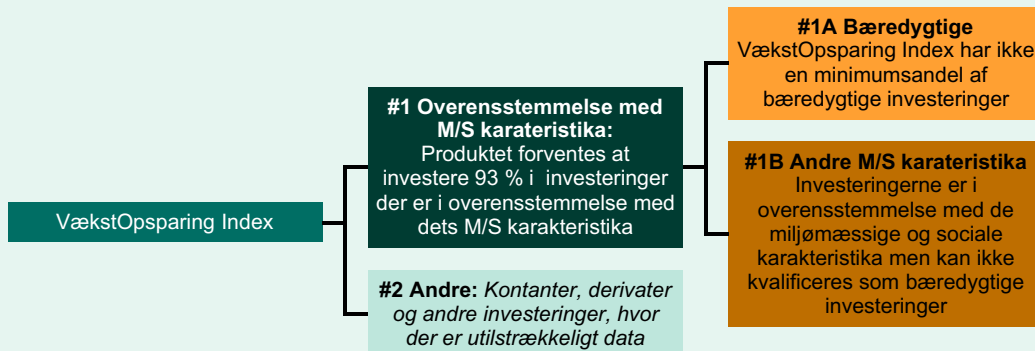 VækstOpsparing Index
#1 Overensstemmelse med
M/S karateristika:
Produktet forventes at
investere 93 % i investeringer
der er i overensstemmelse med
dets M/S karakteristika
#2 Andre: Kontanter, derivater
og andre investeringer, hvor
der er utilstrækkeligt data
#1A Bæredygtige
VækstOpsparing Index har ikke
en minimumsandel af
bæredygtige investeringer
#1B Andre M/S karateristika
Investeringerne er i
overensstemmelse med de
miljømæssige og sociale
karakteristika men kan ikke
kvalificeres som bæredygtige
investeringer